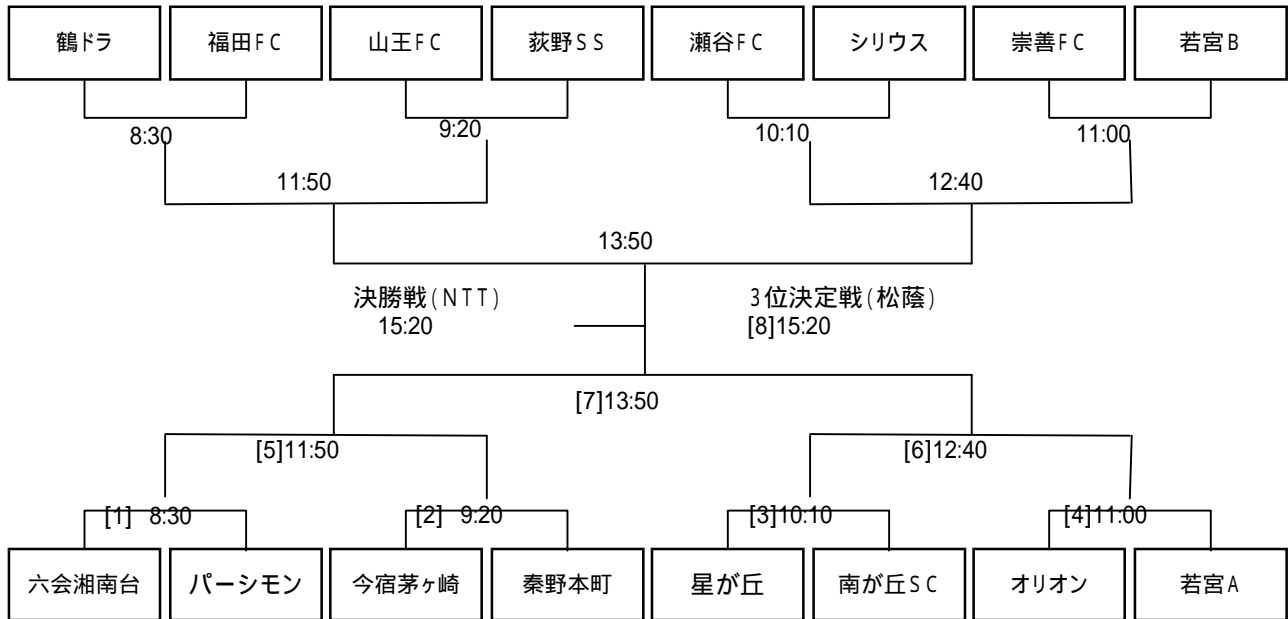 鶴ドラ 福田FC 山王FC 荻野SS 瀬谷FC シリウス 崇善FC 若宮B
8:30 9:20 10:10 11:00
11:50 12:40
13:50
決勝戦(NTT) 3位決定戦(松蔭)
15:20 [8]15:20
[7]13:50
[5]11:50 [6]12:40
[1] 8:30 [2] 9:20 [3]10:10 [4]11:00
六会湘南台 パーシモン 今宿茅ヶ崎 秦野本町 星が丘 南が丘SC オリオン 若宮A